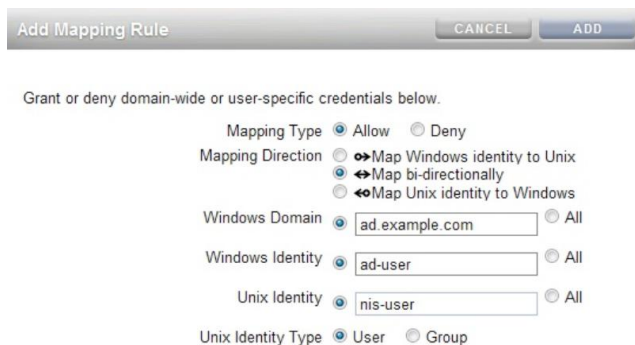 Add Mapping Rule CANCEL ADD
Grant or deny domain-wide or user-specific credentials below.
Mapping Type Allow Deny
Mapping Direction Map Windows identity to Unix
Map bi-directionally
Map Unix identity to Windows
Windows Domain ad.example.com All
Windows Identity ad-user All
Unix Identity nis-user All
Unix Identity Type User Group